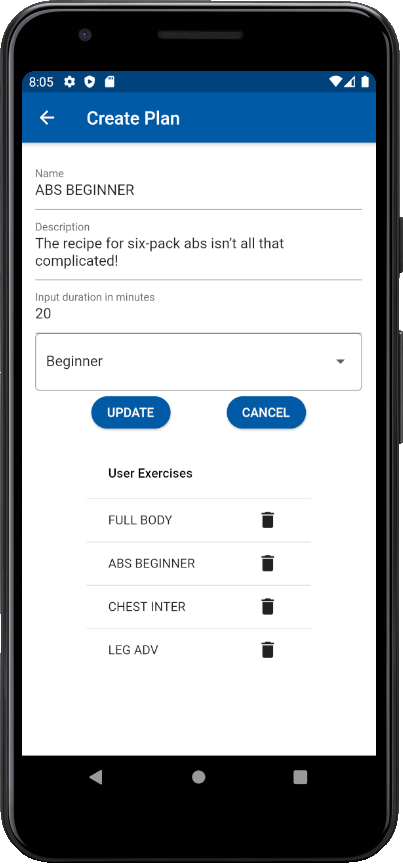 8:05
Create Plan
Name
ABS BEGINNER
Description
The recipe for six-pack abs isn't all that
complicated!
Input duration in minutes
20
Beginner
UPDATE CANCEL
User Exercises
FULL BODY
ABS BEGINNER
CHEST INTER
LEG ADV